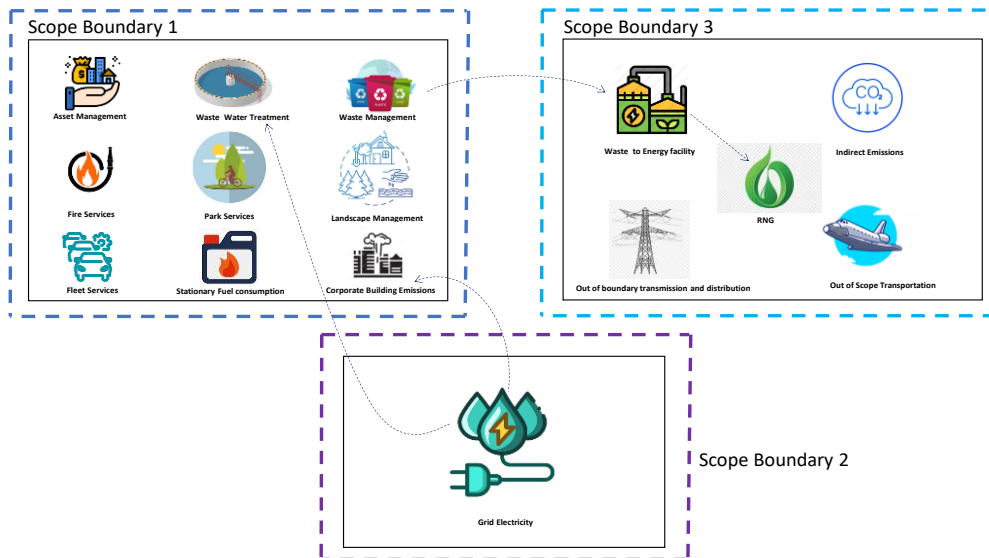 Scope Boundary 1
Asset Management
Waste Water Treatment
Waste Management
Fire Services
Park Services
Landscape Management
Fleet Services
Stationary Fuel consumption
Corporate Building Emissions
Scope Boundary 3
Waste to Energy facility
CO₂
Indirect Emissions
RNG
Out of boundary transmission and distribution
Out of Scope Transportation
Scope Boundary 2
Grid Electricity